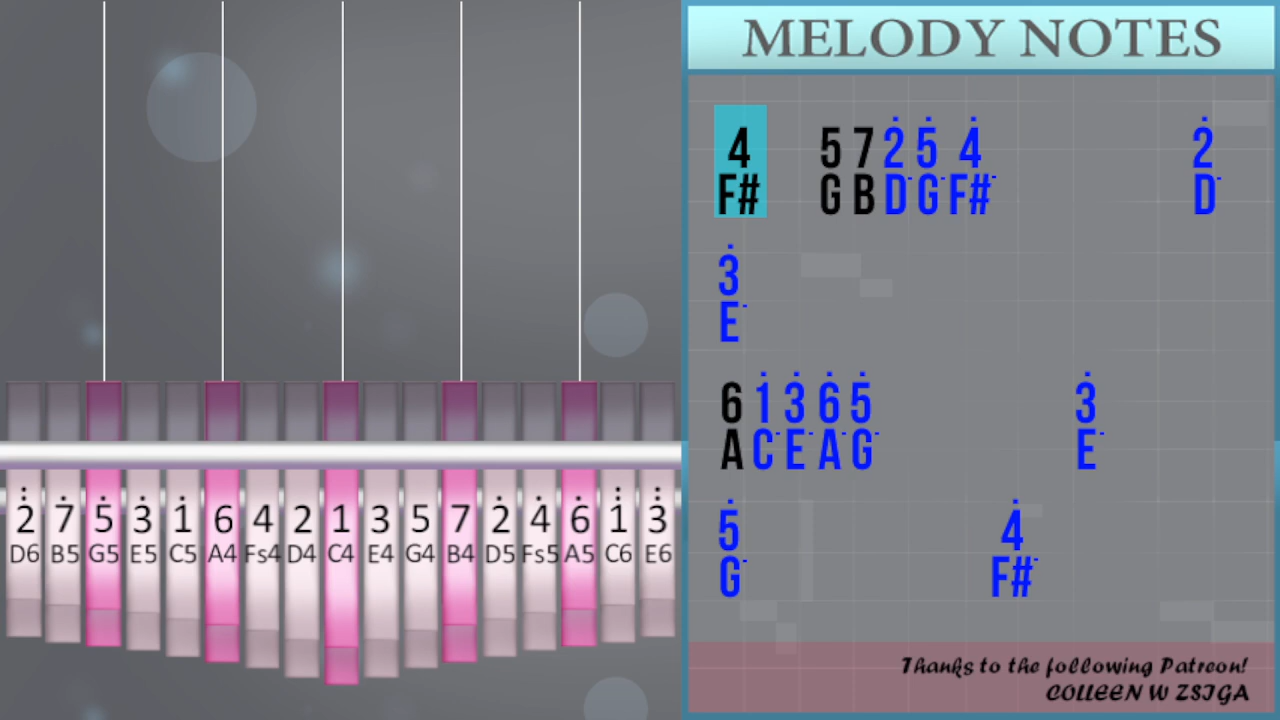 MELODY NOTES
4 5 7 2̇ 5̇ 4̇ 2̇
F# G B Ḋ Ġ F#̇ Ḋ
3̇
Ė
6 1̇ 3̇ 6̇ 5̇ 3̇
A Ċ Ė Ȧ Ġ Ė
5̇ 4̇
Ġ F#̇
2̈ 7̇ 5̇ 3̇ 1̇ 6 4 2 1 3 5 7 2̇ 4̇ 6̇ 1̈ 3̈
D6 B5 G5 E5 C5 A4 Fs4 D4 C4 E4 G4 B4 D5 Fs5 A5 C6 E6
Thanks to the following Patreon!
COLLEEN W ZSIGA